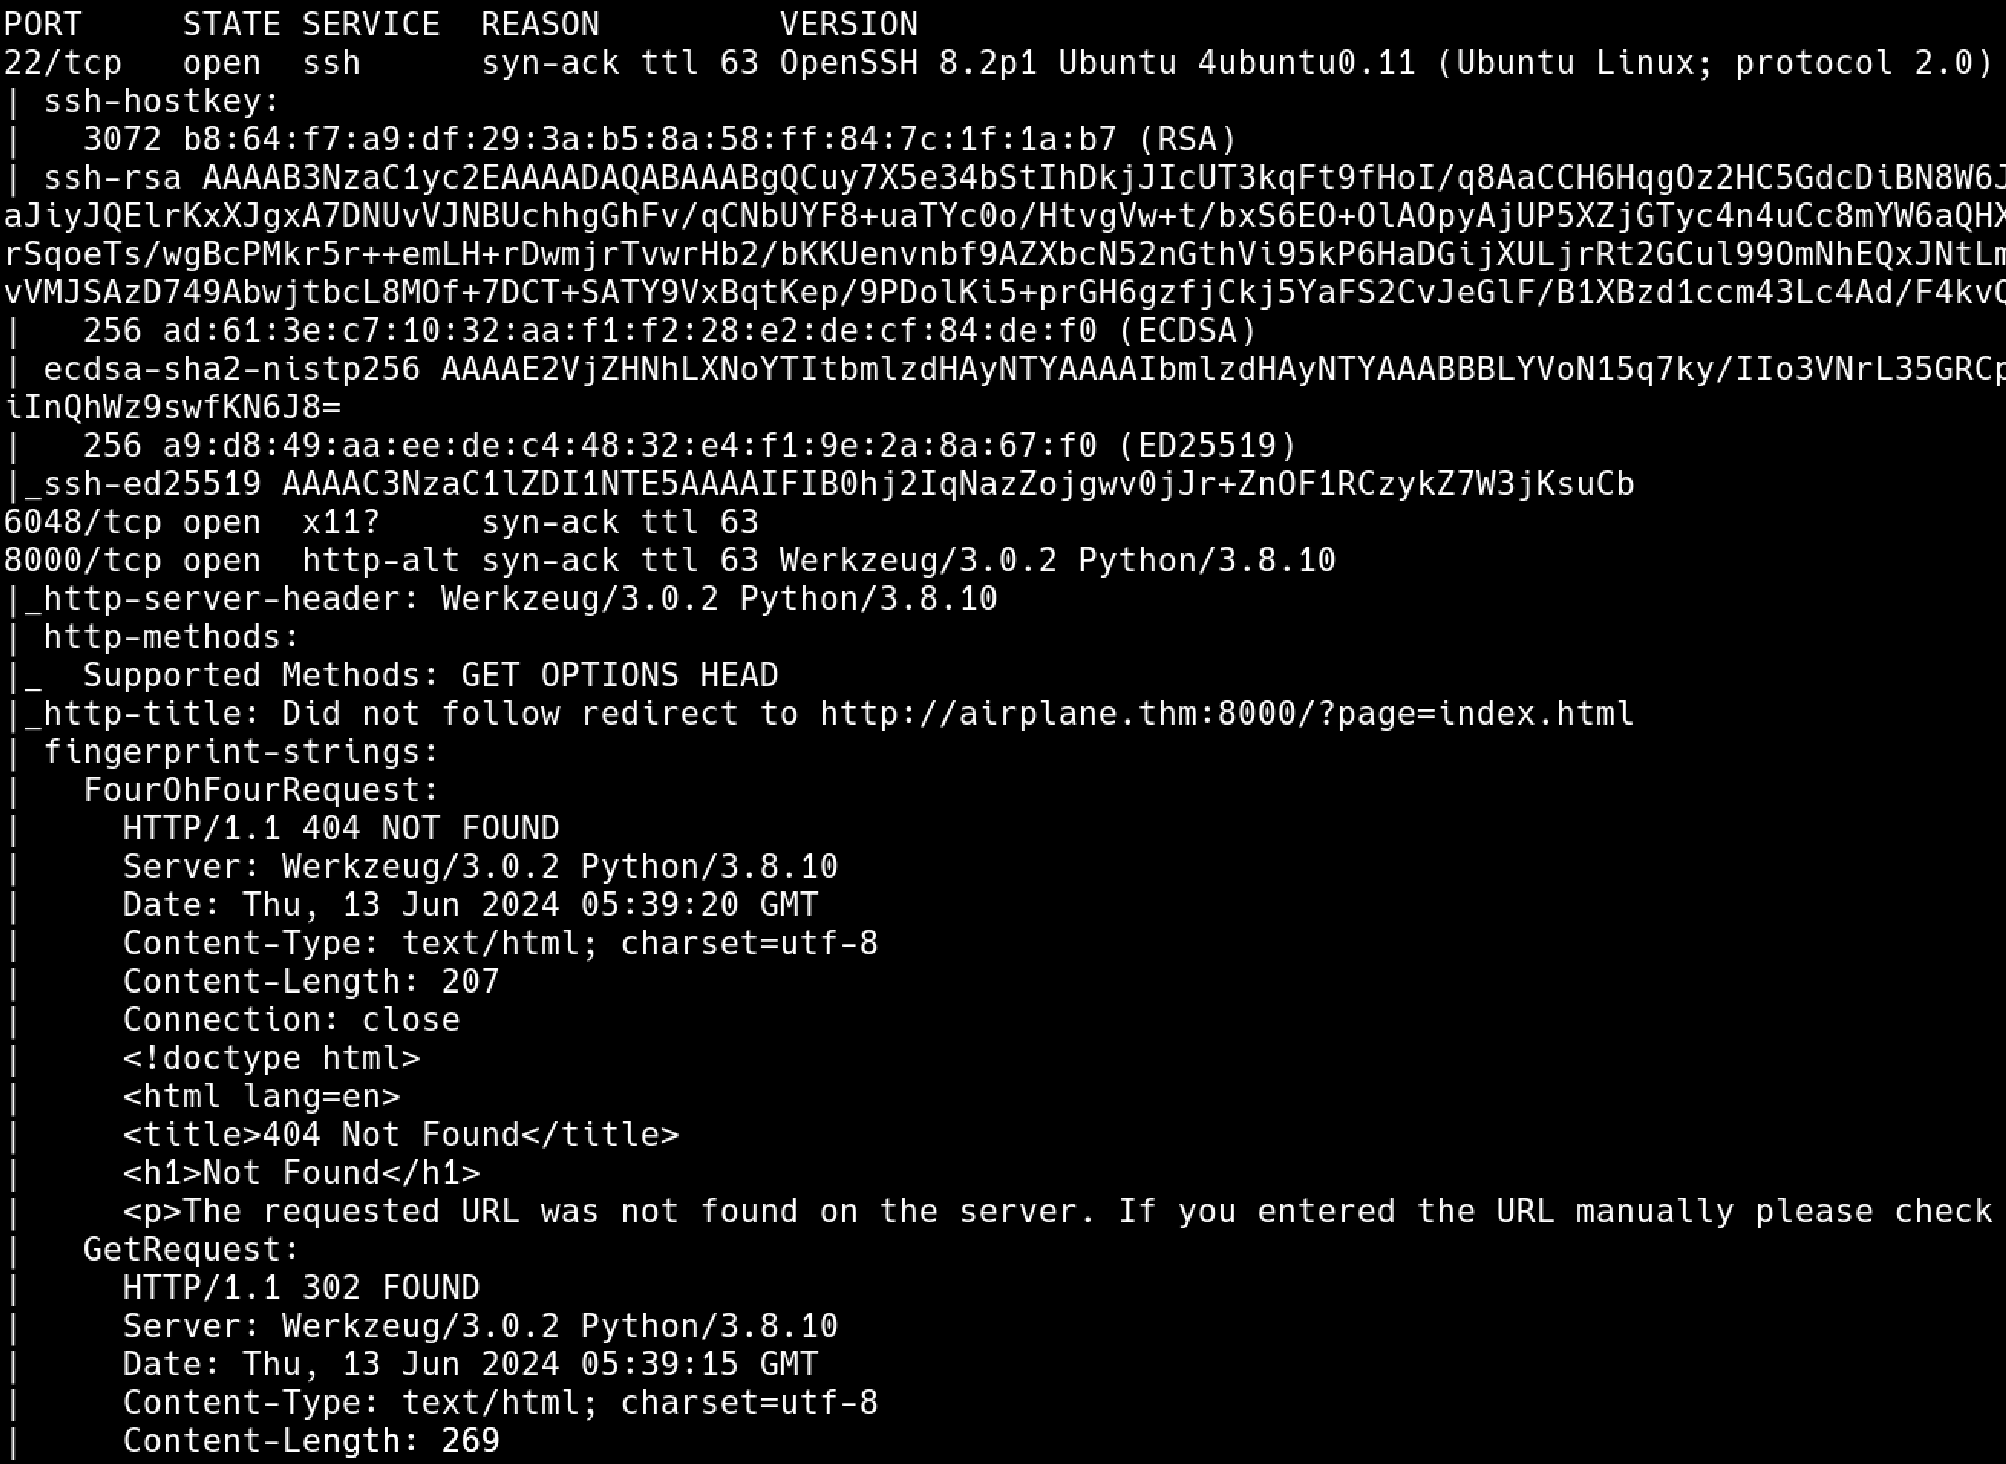 PORT     STATE SERVICE  REASON         VERSION
22/tcp   open  ssh      syn-ack ttl 63 OpenSSH 8.2p1 Ubuntu 4ubuntu0.11 (Ubuntu Linux; protocol 2.0)
| ssh-hostkey:
|   3072 b8:64:f7:a9:df:29:3a:b5:8a:58:ff:84:7c:1f:1a:b7 (RSA)
| ssh-rsa AAAAB3NzaC1yc2EAAAADAQABAAABgQCuy7X5e34bStIhDkjJIcUT3kqFt9fHoI/q8AaCCH6HqgOz2HC5GdcDiBN8W6J
aJiyJQElrKxXJgxA7DNUvVJNBUchhgGhFv/qCNbUYF8+uaTYc0o/HtvgVw+t/bxS6EO+OlAOpyAjUP5XZjGTyc4n4uCc8mYW6aQHX
rSqoeTs/wgBcPMkr5r++emLH+rDwmjrTvwrHb2/bKKUenvnbf9AZXbcN52nGthVi95kP6HaDGijXULjrRt2GCul99OmNhEQxJNtLm
vVMJSAzD749AbwjtbcL8MOf+7DCT+SATY9VxBqtKep/9PDolKi5+prGH6gzfjCkj5YaFS2CvJeGlF/B1XBzd1ccm43Lc4Ad/F4kvQ
|   256 ad:61:3e:c7:10:32:aa:f1:f2:28:e2:de:cf:84:de:f0 (ECDSA)
| ecdsa-sha2-nistp256 AAAAE2VjZHNhLXNoYTItbmlzdHAyNTYAAAAIbmlzdHAyNTYAAABBBLYVoN15q7ky/IIo3VNrL35GRCp
iInQhWz9swfKN6J8=
|   256 a9:d8:49:aa:ee:de:c4:48:32:e4:f1:9e:2a:8a:67:f0 (ED25519)
|_ssh-ed25519 AAAAC3NzaC1lZDI1NTE5AAAAIFIB0hj2IqNazZojgwv0jJr+ZnOF1RCzykZ7W3jKsuCb
6048/tcp open  x11?     syn-ack ttl 63
8000/tcp open  http-alt syn-ack ttl 63 Werkzeug/3.0.2 Python/3.8.10
|_http-server-header: Werkzeug/3.0.2 Python/3.8.10
| http-methods:
|_  Supported Methods: GET OPTIONS HEAD
|_http-title: Did not follow redirect to http://airplane.thm:8000/?page=index.html
| fingerprint-strings:
|   FourOhFourRequest:
|     HTTP/1.1 404 NOT FOUND
|     Server: Werkzeug/3.0.2 Python/3.8.10
|     Date: Thu, 13 Jun 2024 05:39:20 GMT
|     Content-Type: text/html; charset=utf-8
|     Content-Length: 207
|     Connection: close
|     <!doctype html>
|     <html lang=en>
|     <title>404 Not Found</title>
|     <h1>Not Found</h1>
|     <p>The requested URL was not found on the server. If you entered the URL manually please check
|   GetRequest:
|     HTTP/1.1 302 FOUND
|     Server: Werkzeug/3.0.2 Python/3.8.10
|     Date: Thu, 13 Jun 2024 05:39:15 GMT
|     Content-Type: text/html; charset=utf-8
|     Content-Length: 269